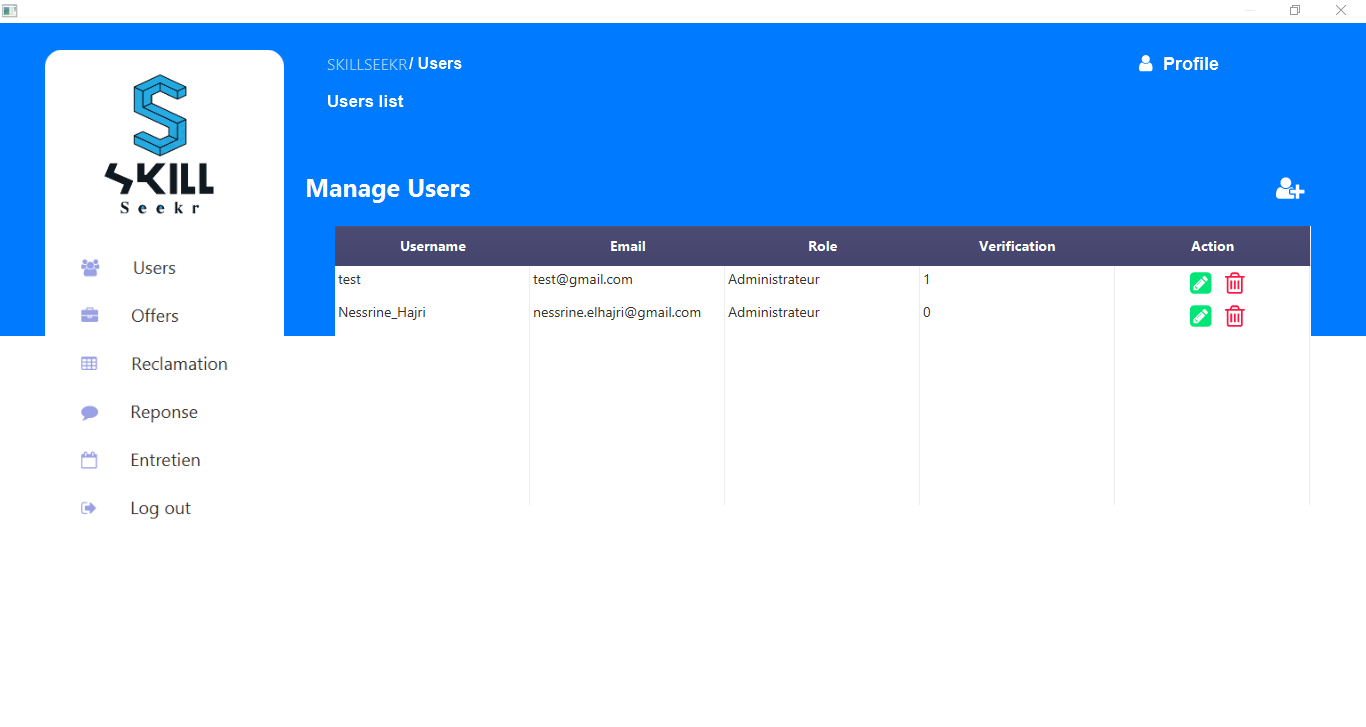 SKILL
Seekr
Users
Offers
Reclamation
Reponse
Entretien
Log out
SKILLSEEKR/ Users
Profile
Users list
Manage Users
Username Email Role Verification Action
test test@gmail.com Administrateur 1
Nessrine_Hajri nessrine.elhajri@gmail.com Administrateur 0